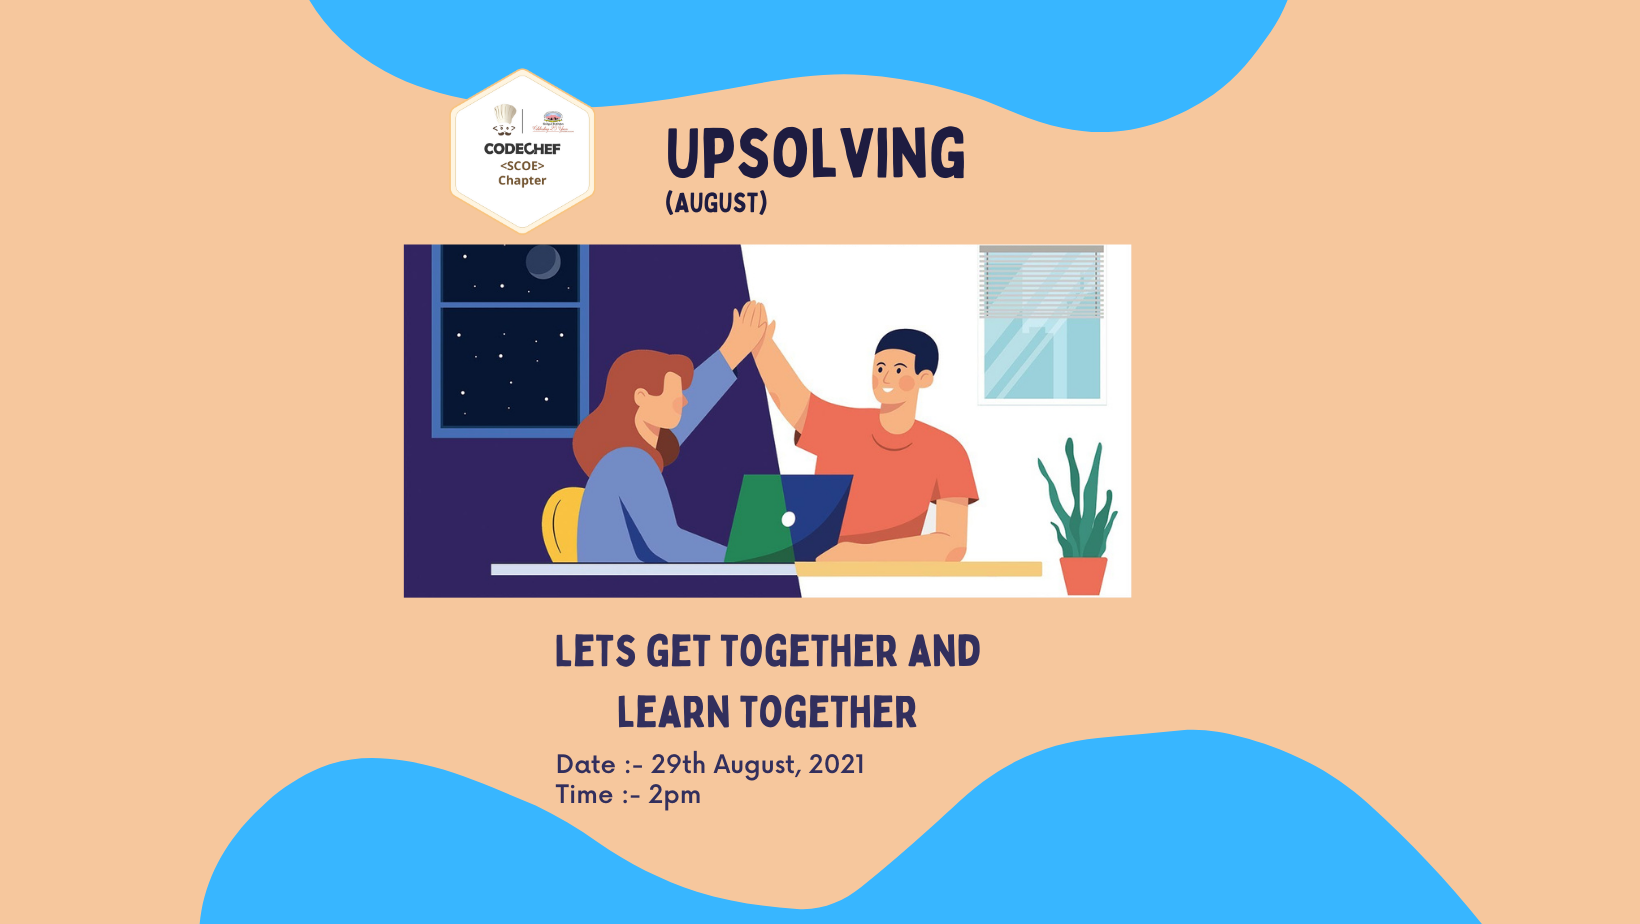 CODECHEF
<SCOE>
Chapter
UPSOLVING
(AUGUST)
LETS GET TOGETHER AND
LEARN TOGETHER
Date :- 29th August, 2021
Time :- 2pm